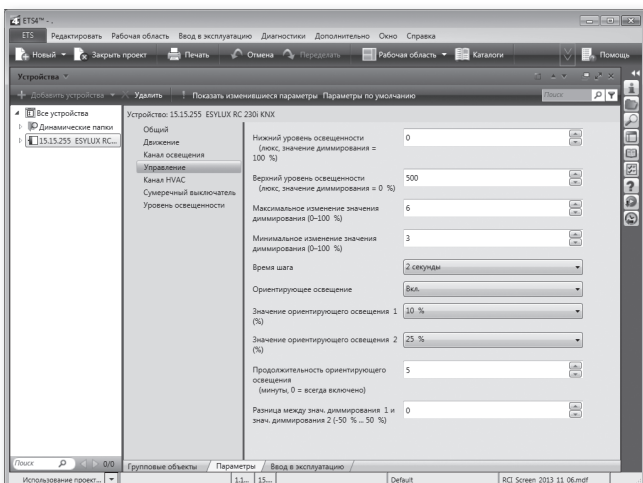 ETS4™ - .
ETS Редактировать Рабочая область Ввод в эксплуатацию Диагностики Дополнительно Окно Справка
Новый Закрыть проект Печать Отмена Переделать Рабочая область Каталоги Помощь
Устройства
Добавить устройства Удалить ! Показать изменившиеся параметры Параметры по умолчанию Поиск
Все устройства
Динамические папки
15.15.255 ESYLUX RC...
Устройство: 15.15.255 ESYLUX RC 230i KNX
Общий
Движение
Канал освещения
Управление
Канал HVAC
Сумеречный выключатель
Уровень освещенности
Нижний уровень освещенности
(люкс, значение диммирования =
100 %)
0
Верхний уровень освещенности
(люкс, значение диммирования = 0 %)
500
Максимальное изменение значения
диммирования (0–100 %)
6
Минимальное изменение значения
диммирования (0–100 %)
3
Время шага
2 секунды
Ориентирующее освещение
Вкл.
Значение ориентирующего освещения 1
(%)
10 %
Значение ориентирующего освещения 2
(%)
25 %
Продолжительность ориентирующего
освещения
(минуты, 0 = всегда включено)
5
Разница между знач. диммирования 1 и
знач. диммирования 2 (-50 % ... 50 %)
0
Поиск 0/0
Групповые объекты Параметры Ввод в эксплуатацию
Использование проект... 1.1... 15.... Default RCI_Screen_2013_11_06.mdf